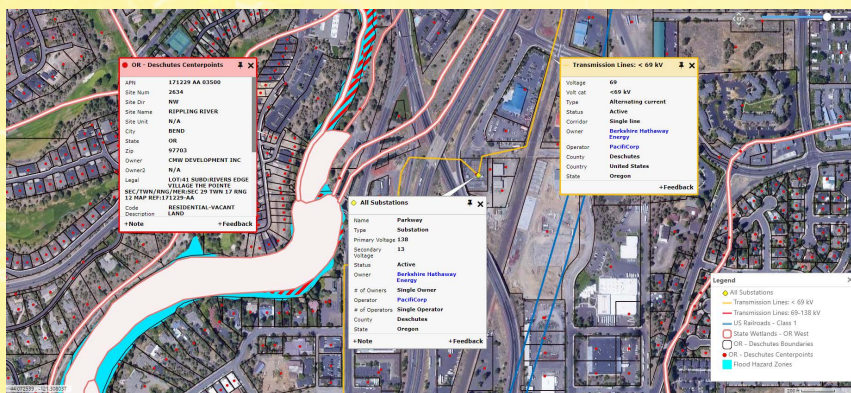 OR - Deschutes Centerpoints
APN 171229 AA 03500
Site Num 2634
Site Dir NW
Site Name RIPPLING RIVER
Site Unit N/A
City BEND
State OR
Zip 97703
Owner CMW DEVELOPMENT INC
Owner2 N/A
Legal LOT:41 SUBD:RIVERS EDGE
VILLAGE THE POINTE
SEC/TWN/RNG/MER:SEC 29 TWN 17 RNG
12 MAP REF:171229-AA
Code RESIDENTIAL-VACANT
Description LAND
+Note +Feedback
All Substations
Name Parkway
Type Substation
Primary Voltage 138
Secondary 13
Voltage
Status Active
Owner Berkshire Hathaway
Energy
# of Owners Single Owner
Operator PacifiCorp
# of Operators Single Operator
County Deschutes
State Oregon
+Note +Feedback
Transmission Lines: < 69 kV
Voltage 69
Volt cat <69 kV
Type Alternating current
Status Active
Corridor Single line
Owner Berkshire Hathaway
Energy
Operator PacifiCorp
County Deschutes
Country United States
State Oregon
+Feedback
Legend
All Substations
Transmission Lines: < 69 kV
Transmission Lines: 69-138 kV
US Railroads - Class 1
State Wetlands - OR West
OR - Deschutes Boundaries
OR - Deschutes Centerpoints
Flood Hazard Zones